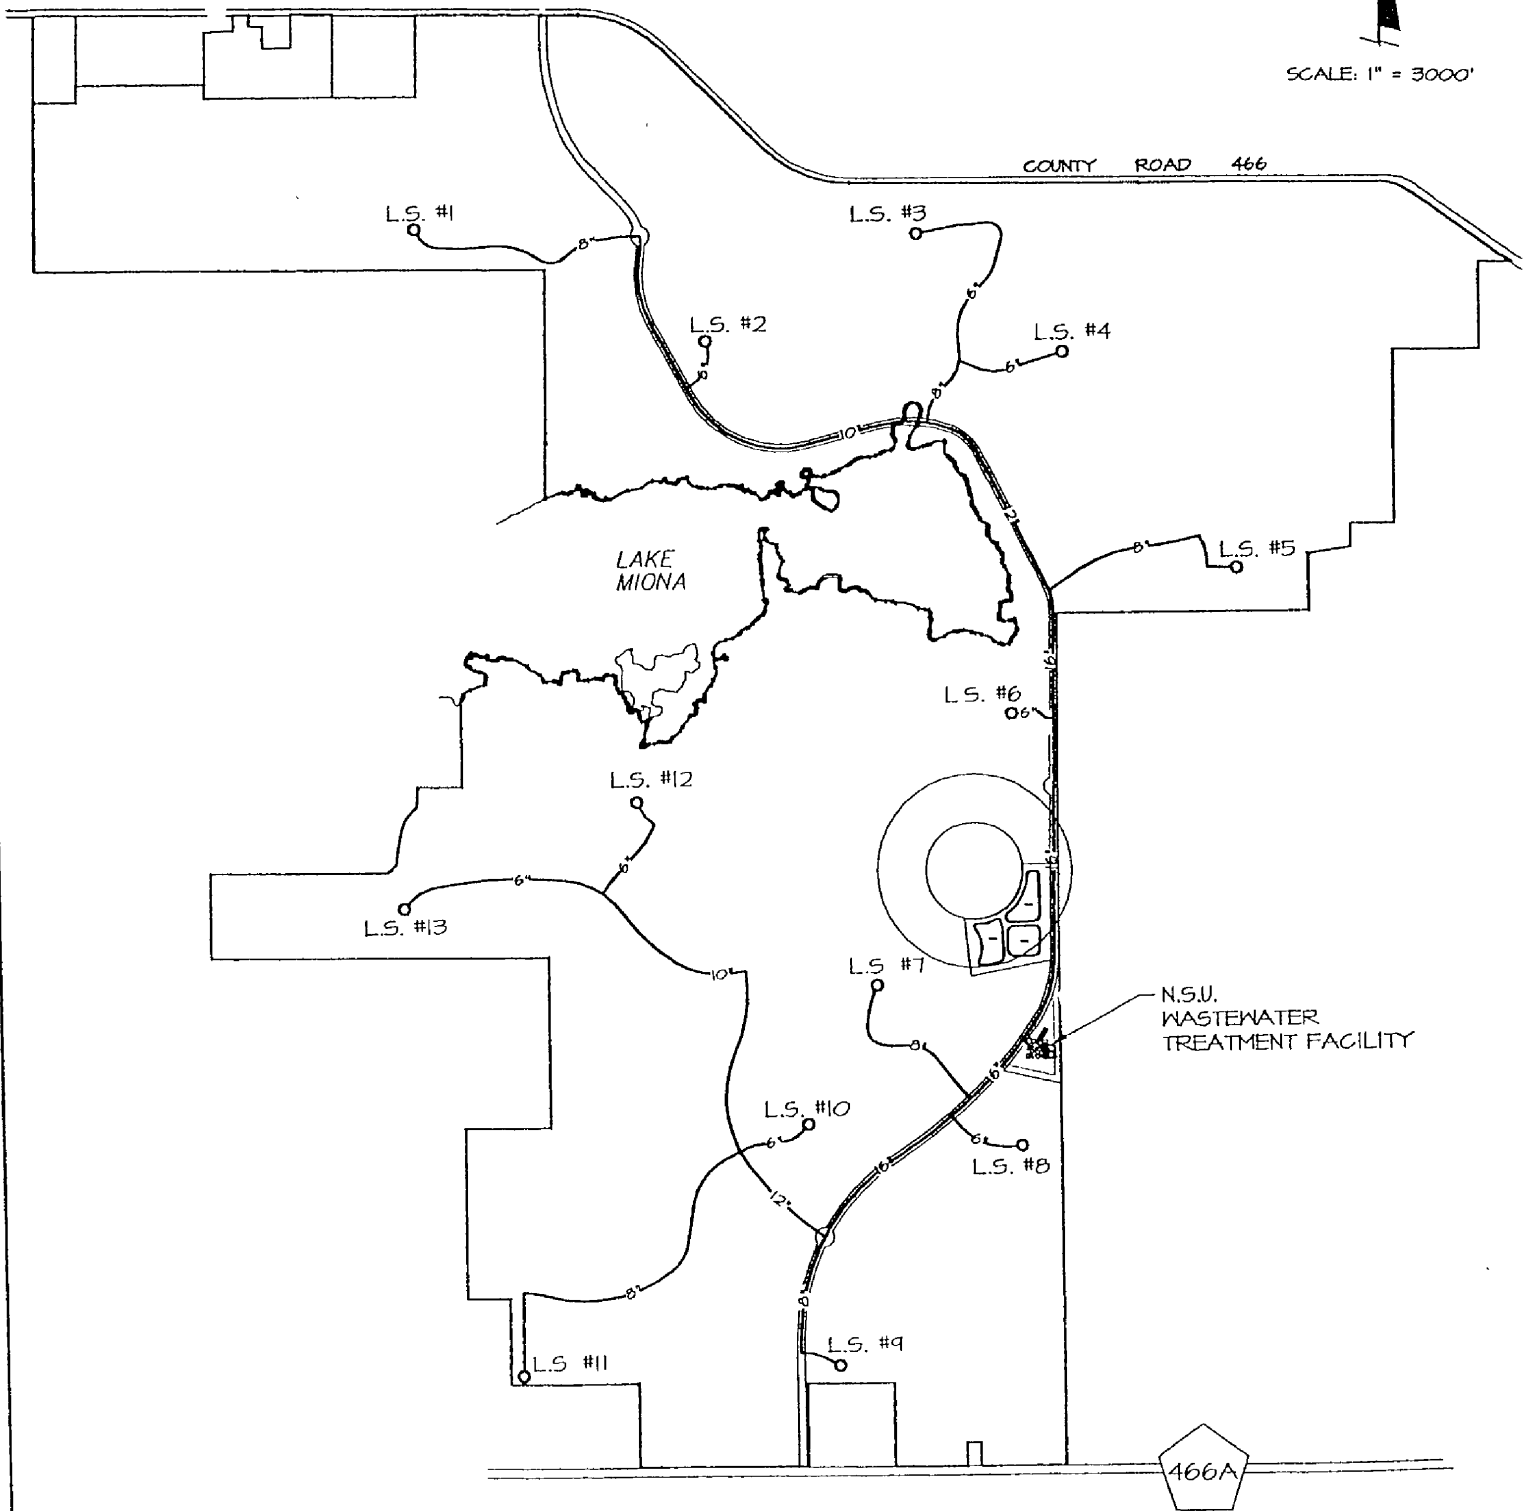 SCALE: 1" = 3000'
COUNTY ROAD 466
L.S. #1
8"
L.S. #3
6"
L.S. #2
L.S. #4
6"
8"
10"
12"
L.S. #5
8"
LAKE
MIONA
16"
L.S. #6
6"
L.S. #12
6"
16"
6"
L.S. #13
10"
L.S #7
N.S.U.
WASTEWATER
TREATMENT FACILITY
8"
16"
L.S. #10
6"
6"
L.S. #8
16"
12"
8"
8"
L.S. #9
L.S #11
466A